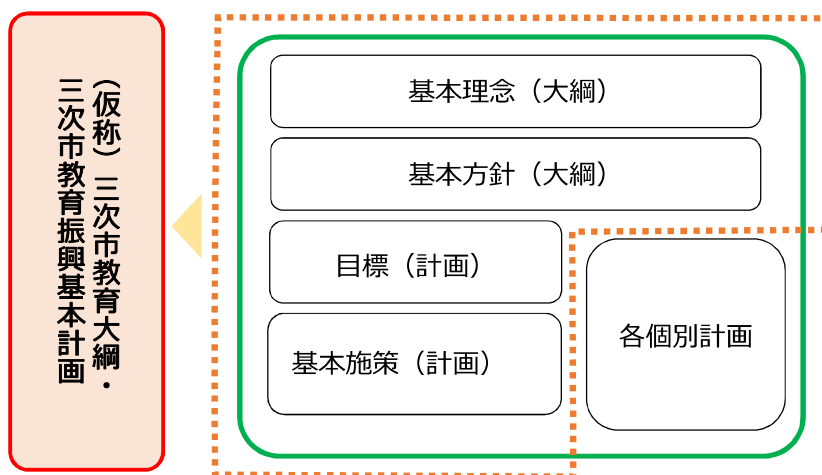 （仮称）三次市教育大綱・
三次市教育振興基本計画
基本理念（大綱）
基本方針（大綱）
目標（計画）
基本施策（計画）
各個別計画